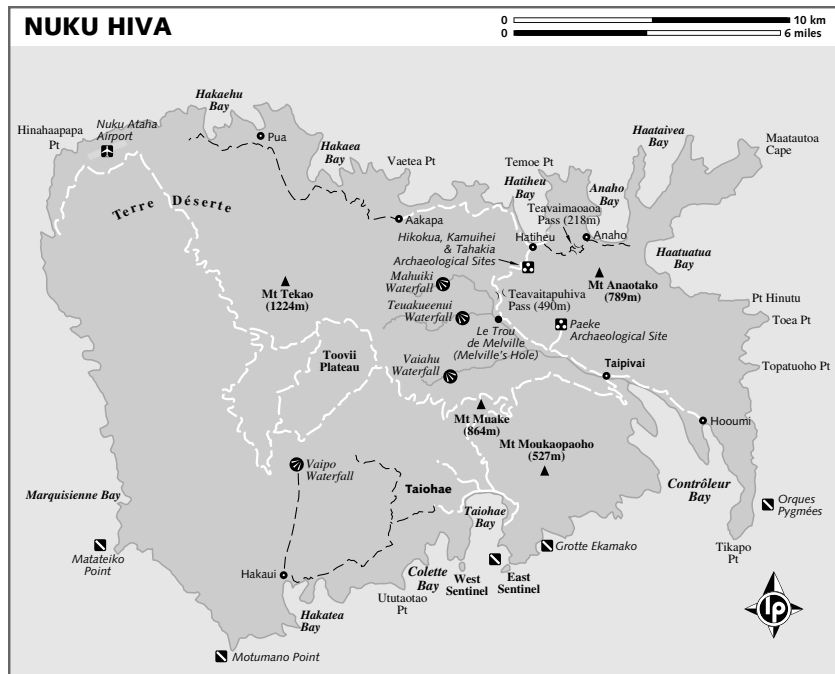 NUKU HIVA
0 10 km
0 6 miles
Hakaehu
Bay
Nuku Ataha
Airport
Hinahaapapa
Pt
Pua
Hakaea
Bay
Vaetea Pt
Temoe Pt
Haataivea
Bay
Maatautoa
Cape
Hatiheu
Bay
Anaho
Bay
Teavaimaoaoa
Pass (218m)
Terre Déserte
Aakapa
Hatiheu
Anaho
Hikokua, Kamuihei
& Tahakia
Archaeological Sites
Haatuatua
Bay
Mahuiki
Waterfall
Mt Tekao
(1224m)
Mt Anaotako
(789m)
Teuakueenui
Waterfall
Teavaitapuhiva
Pass (490m)
Pt Hinutu
Toea Pt
Le Trou
de Melville
(Melville's Hole)
Paeke
Archaeological Site
Toovii
Plateau
Vaiahu
Waterfall
Taipivai
Topatuoho Pt
Mt Muake
(864m)
Hooumi
Mt Moukaopaoho
(527m)
Vaipo
Waterfall
Taiohae
Contrôleur
Bay
Marquisienne Bay
Taiohae
Bay
Orques
Pygmées
Matateiko
Point
Grotte Ekamako
Tikapo
Pt
Hakaui
Colette
Bay
West
Sentinel
East
Sentinel
Ututaotao
Pt
Hakatea
Bay
Motumano Point
lp